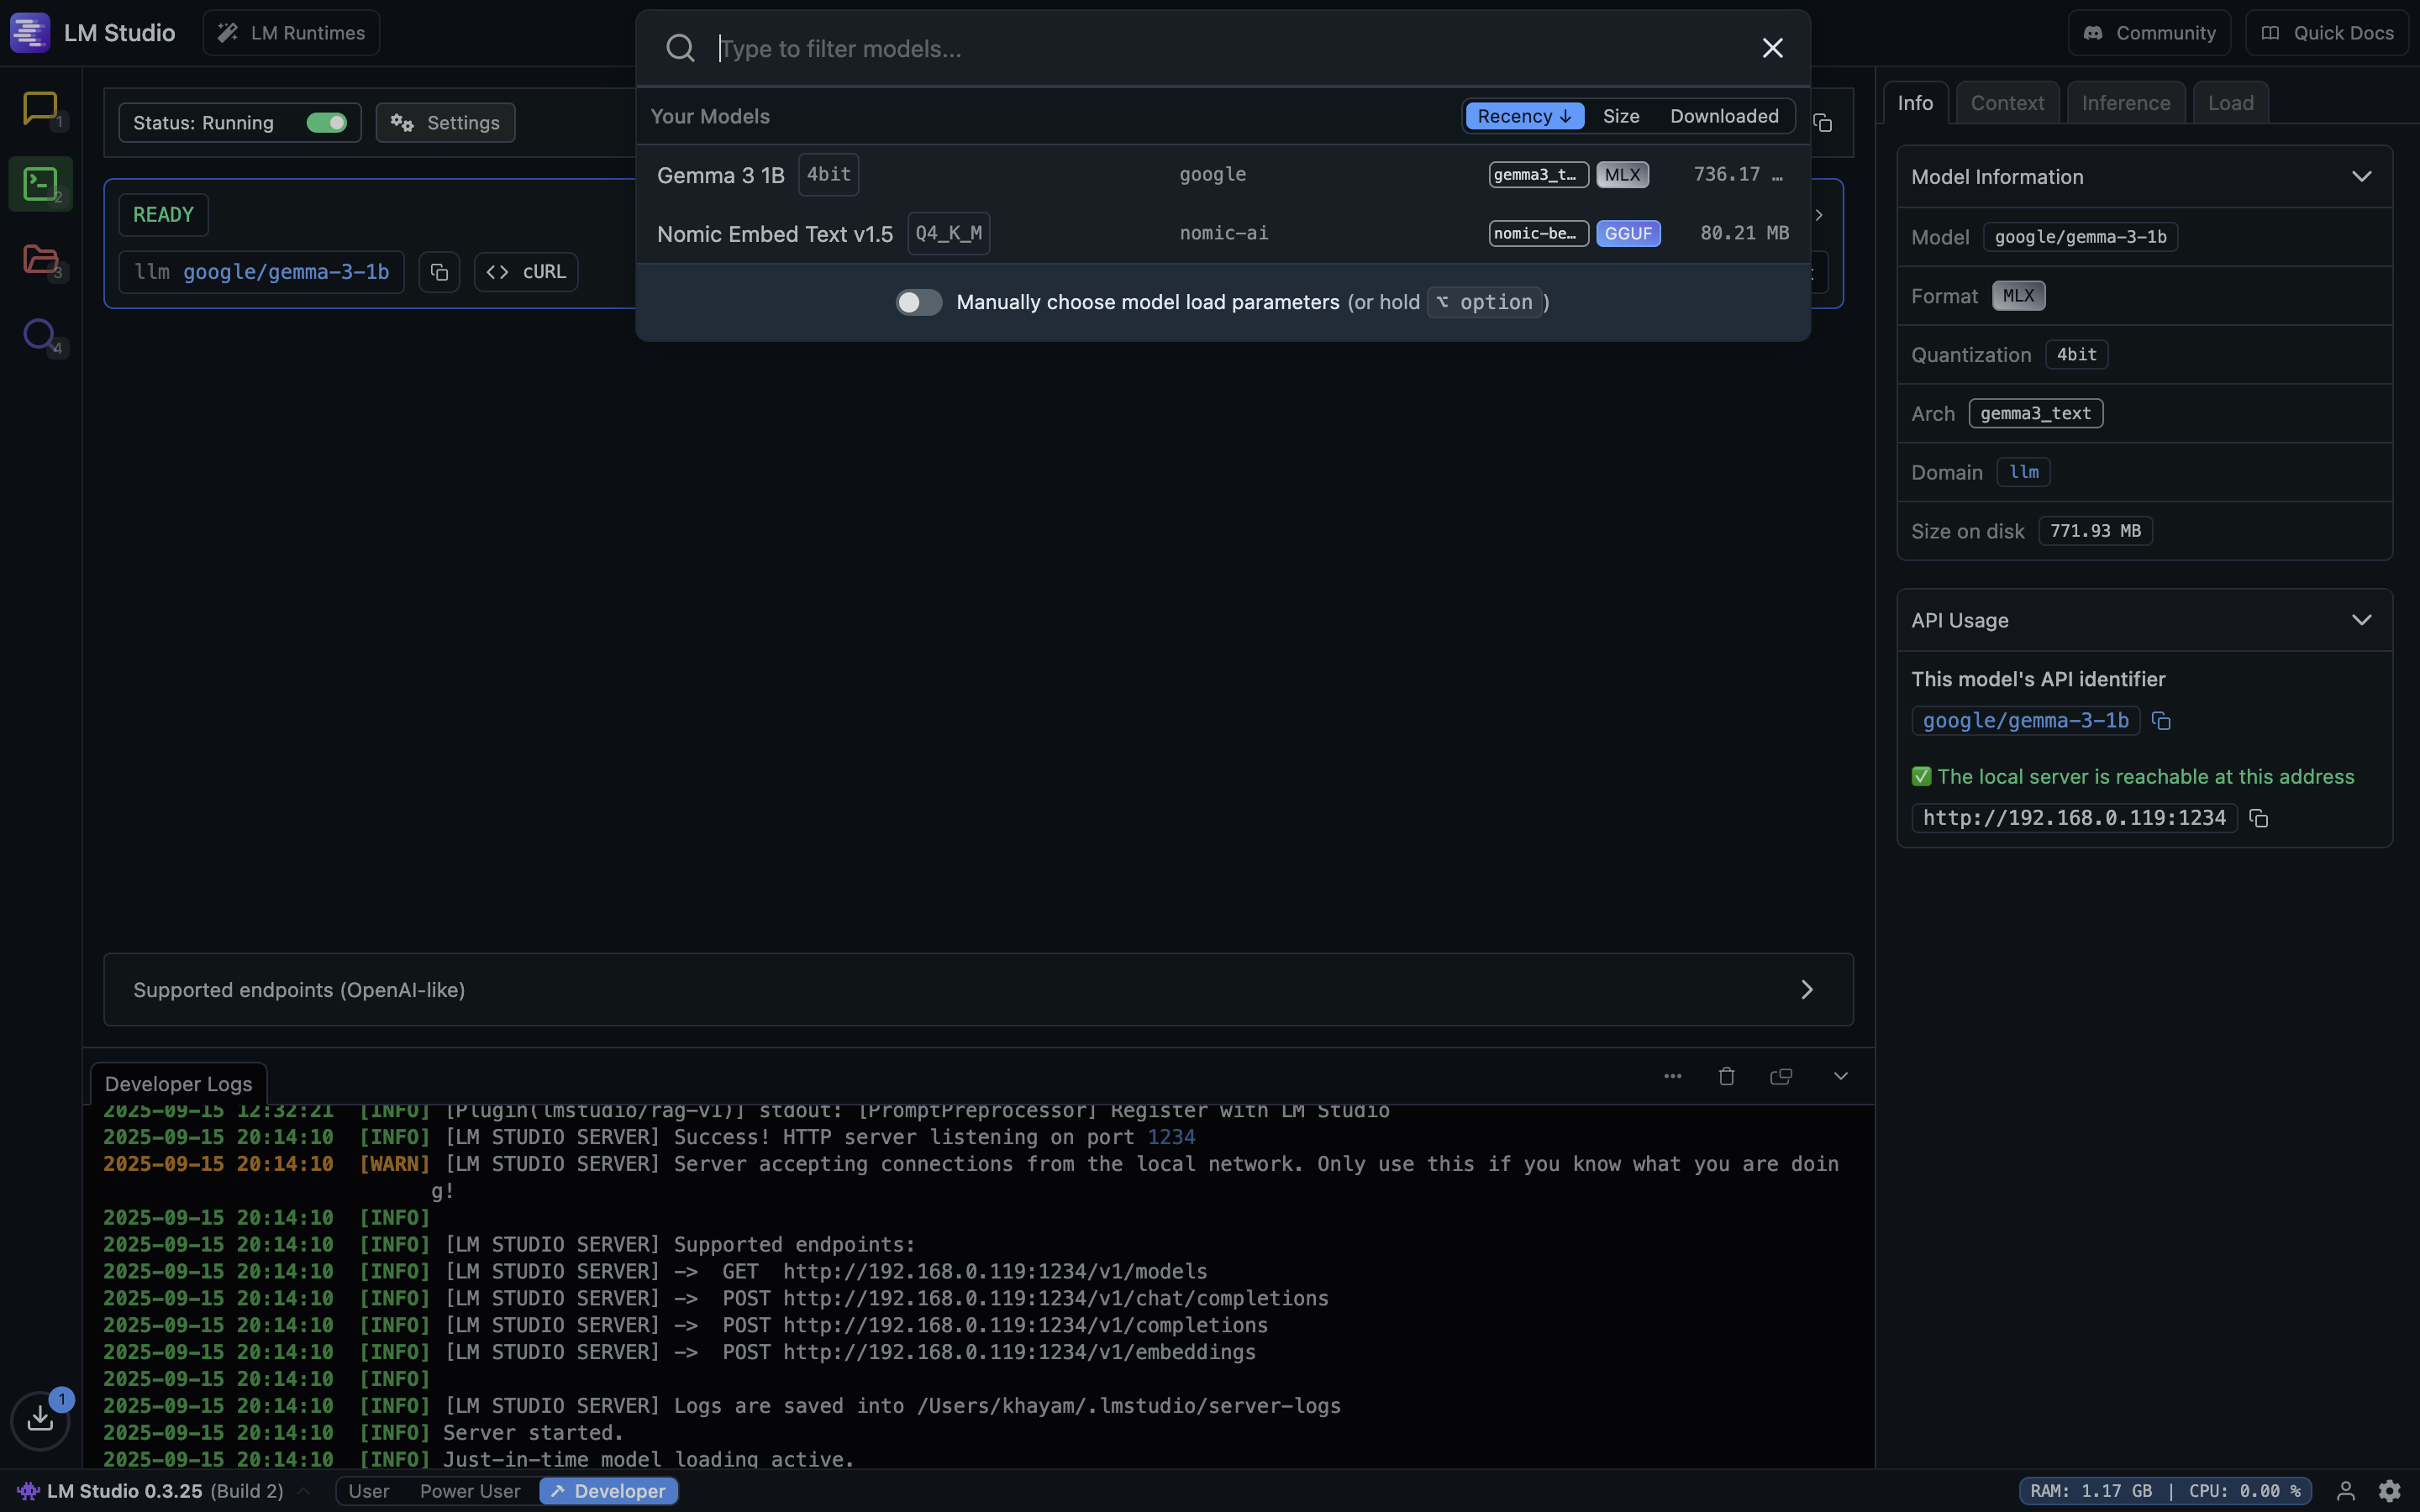 LM Studio
LM Runtimes
Type to filter models...
Community
Quick Docs
1
2
3
4
Status: Running
Settings
READY
llm google/gemma-3-1b
cURL
Your Models
Recency ↓ Size Downloaded
Gemma 3 1B 4bit google gemma3_t… MLX 736.17 …
Nomic Embed Text v1.5 Q4_K_M nomic-ai nomic-be… GGUF 80.21 MB
Manually choose model load parameters (or hold ⌥ option )
Info Context Inference Load
Model Information
Model google/gemma-3-1b
Format MLX
Quantization 4bit
Arch gemma3_text
Domain llm
Size on disk 771.93 MB
API Usage
This model's API identifier
google/gemma-3-1b
✅ The local server is reachable at this address
http://192.168.0.119:1234
Supported endpoints (OpenAI-like)
Developer Logs
2025-09-15 12:32:21 [INFO] [Plugin(lmstudio/rag-v1)] stdout: [PromptPreprocessor] Register with LM Studio
2025-09-15 20:14:10 [INFO] [LM STUDIO SERVER] Success! HTTP server listening on port 1234
2025-09-15 20:14:10 [WARN] [LM STUDIO SERVER] Server accepting connections from the local network. Only use this if you know what you are doin
g!
2025-09-15 20:14:10 [INFO]
2025-09-15 20:14:10 [INFO] [LM STUDIO SERVER] Supported endpoints:
2025-09-15 20:14:10 [INFO] [LM STUDIO SERVER] -> GET http://192.168.0.119:1234/v1/models
2025-09-15 20:14:10 [INFO] [LM STUDIO SERVER] -> POST http://192.168.0.119:1234/v1/chat/completions
2025-09-15 20:14:10 [INFO] [LM STUDIO SERVER] -> POST http://192.168.0.119:1234/v1/completions
2025-09-15 20:14:10 [INFO] [LM STUDIO SERVER] -> POST http://192.168.0.119:1234/v1/embeddings
2025-09-15 20:14:10 [INFO]
2025-09-15 20:14:10 [INFO] [LM STUDIO SERVER] Logs are saved into /Users/khayam/.lmstudio/server-logs
2025-09-15 20:14:10 [INFO] Server started.
2025-09-15 20:14:10 [INFO] Just-in-time model loading active.
1
LM Studio 0.3.25 (Build 2)
User Power User Developer
RAM: 1.17 GB | CPU: 0.00 %